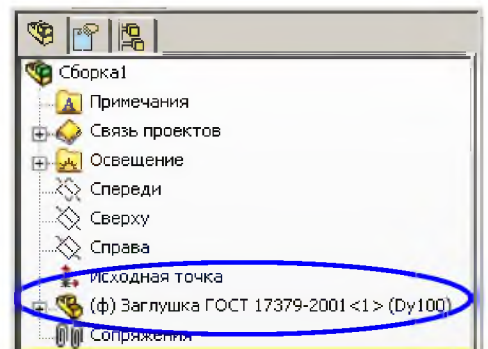 Сборка1
Примечания
Связь проектов
Освещение
Спереди
Сверху
Справа
Исходная точка
(ф) Заглушка ГОСТ 17379-2001<1> (Dy100)
Сопряжения